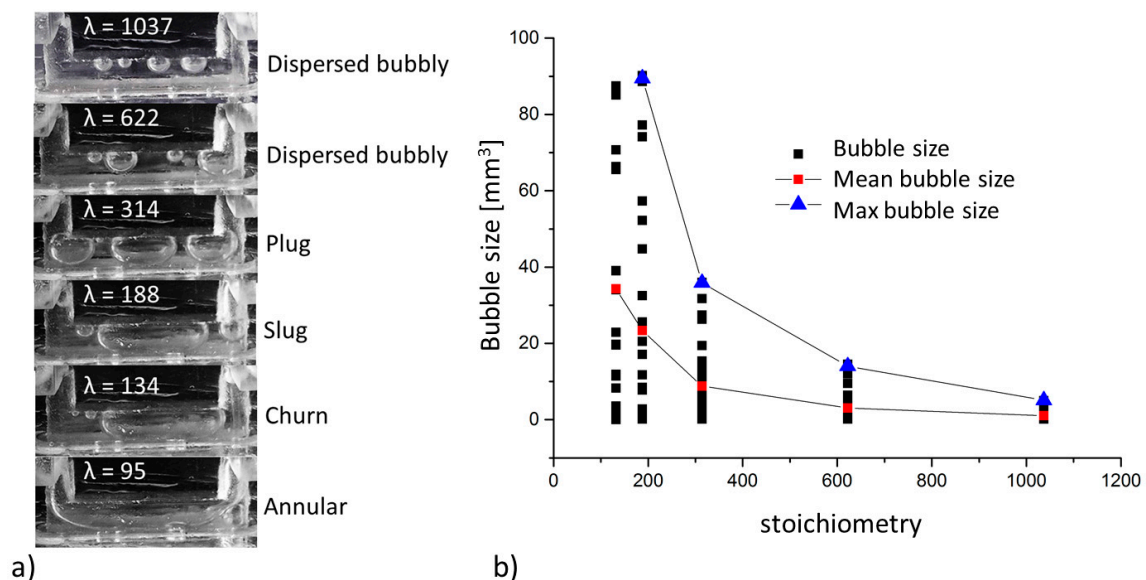 λ = 1037
Dispersed bubbly
λ = 622
Dispersed bubbly
λ = 314
Plug
λ = 188
Slug
λ = 134
Churn
λ = 95
Annular
a)
100
80
60
40
20
0
Bubble size [mm³]
Bubble size
Mean bubble size
Max bubble size
0 200 400 600 800 1000 1200
stoichiometry
b)